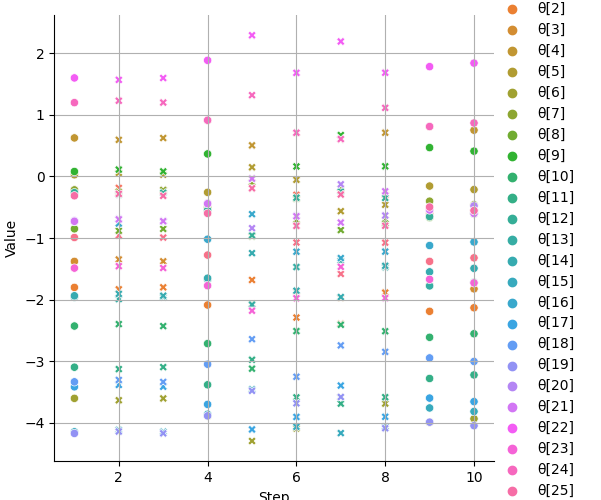 θ[2]
θ[3]
θ[4]
θ[5]
θ[6]
θ[7]
θ[8]
θ[9]
θ[10]
θ[11]
θ[12]
θ[13]
θ[14]
θ[15]
θ[16]
θ[17]
θ[18]
θ[19]
θ[20]
θ[21]
θ[22]
θ[23]
θ[24]
θ[25]
Value
2
1
0
−1
−2
−3
−4
2
4
6
8
10
Step